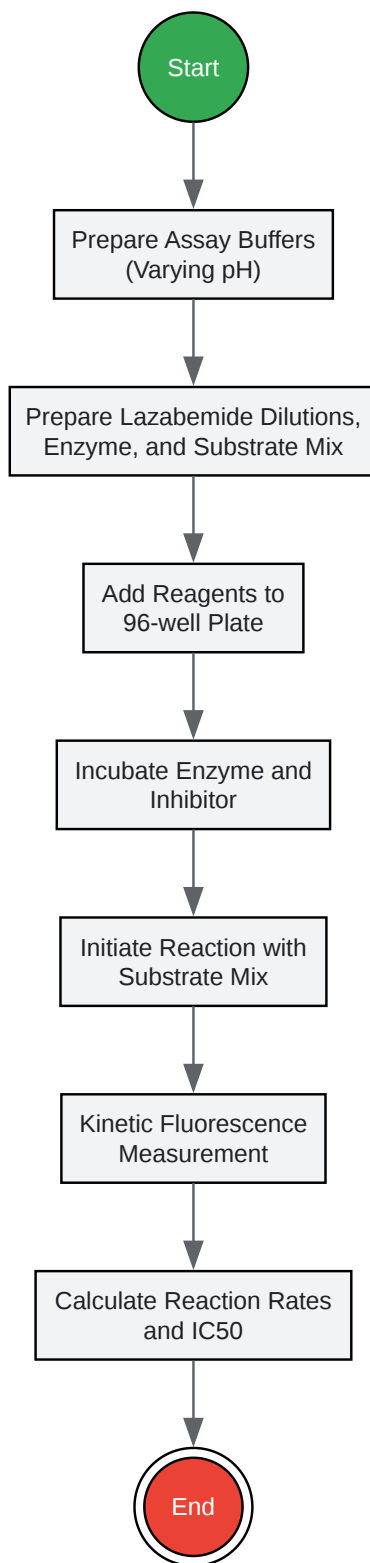 Start
Prepare Assay Buffers
(Varying pH)
Prepare Lazabemide Dilutions,
Enzyme, and Substrate Mix
Add Reagents to
96-well Plate
Incubate Enzyme and
Inhibitor
Initiate Reaction with
Substrate Mix
Kinetic Fluorescence
Measurement
Calculate Reaction Rates
and IC50
End